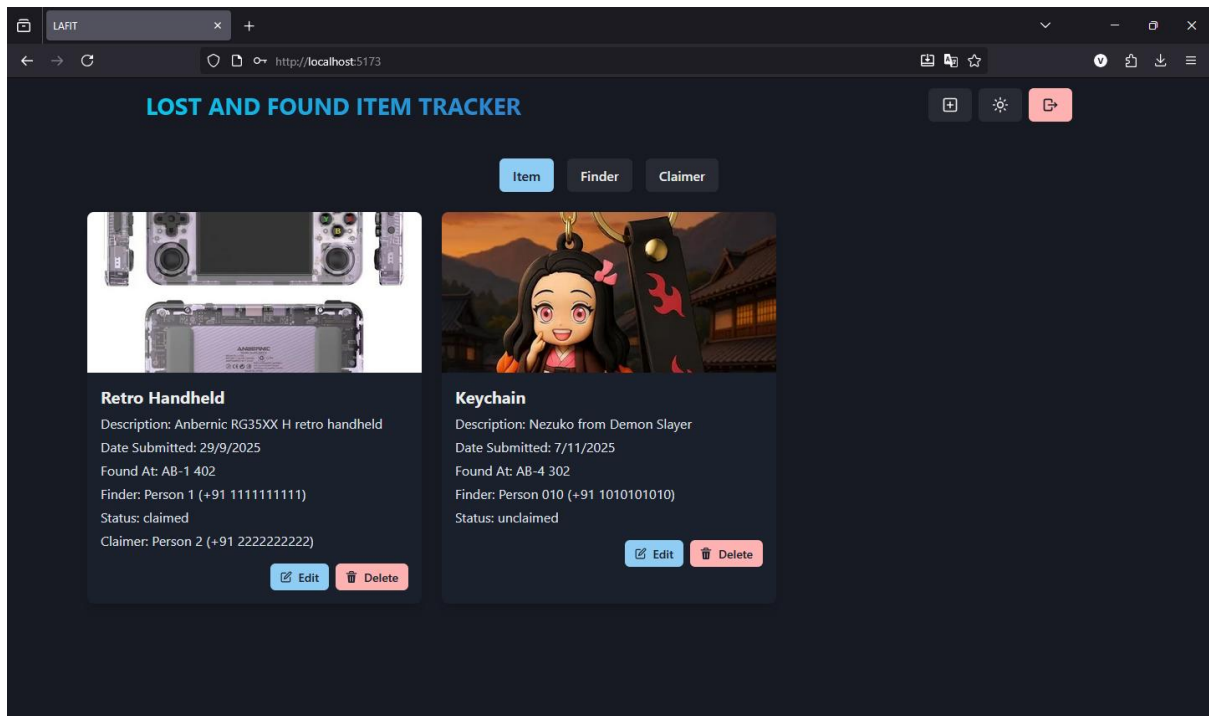 LAFIT
http://localhost:5173
LOST AND FOUND ITEM TRACKER
Item Finder Claimer
ANBERNIC
Retro Handheld
Description: Anbernic RG35XX H retro handheld
Date Submitted: 29/9/2025
Found At: AB-1 402
Finder: Person 1 (+91 1111111111)
Status: claimed
Claimer: Person 2 (+91 2222222222)
Edit Delete
Keychain
Description: Nezuko from Demon Slayer
Date Submitted: 7/11/2025
Found At: AB-4 302
Finder: Person 010 (+91 1010101010)
Status: unclaimed
Edit Delete